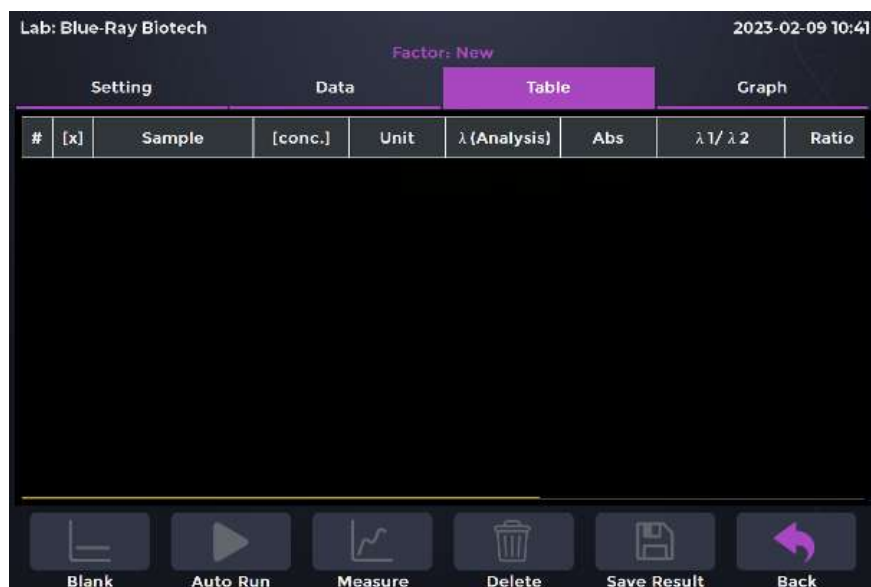 Lab: Blue-Ray Biotech 2023-02-09 10:41
Factor: New
Setting Data Table Graph
# [x] Sample [conc.] Unit λ(Analysis) Abs λ1/λ2 Ratio
Blank Auto Run Measure Delete Save Result Back